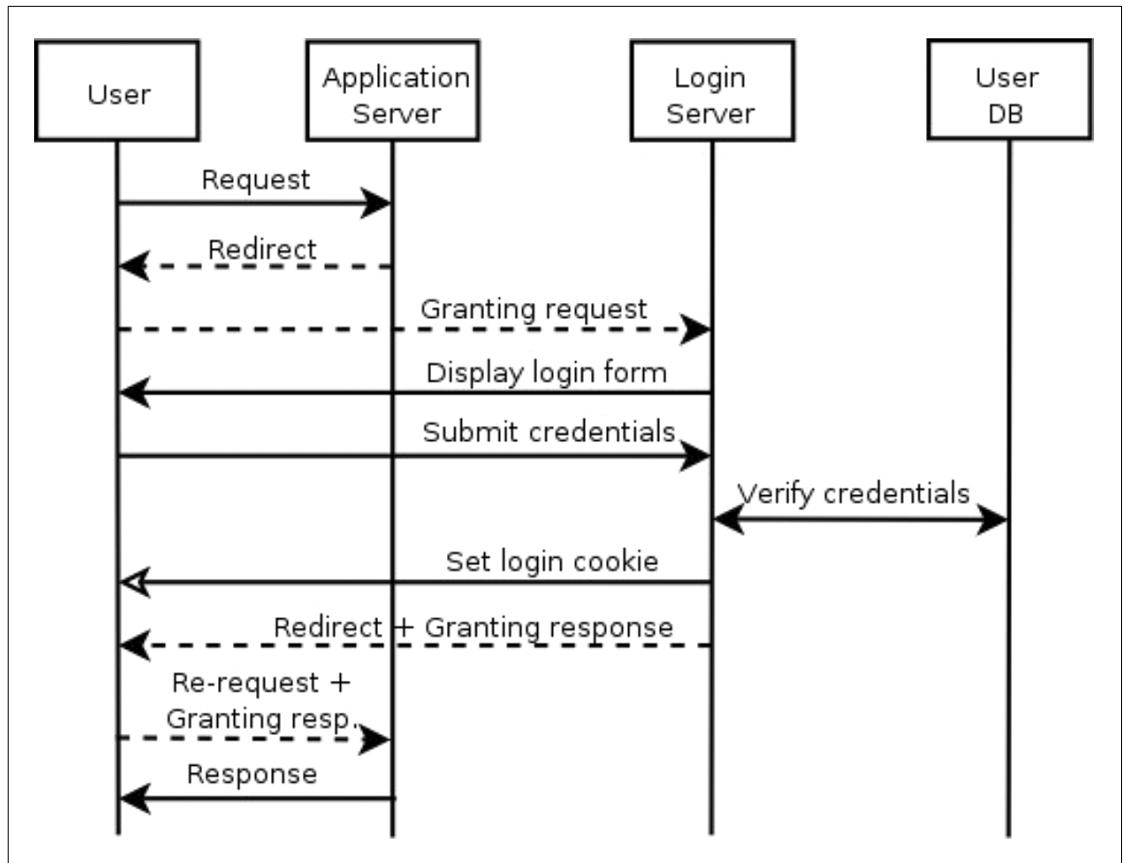 User
Application
Server
Login
Server
User
DB
Request
Redirect
Granting request
Display login form
Submit credentials
Verify credentials
Set login cookie
Redirect + Granting response
Re-request +
Granting resp.
Response